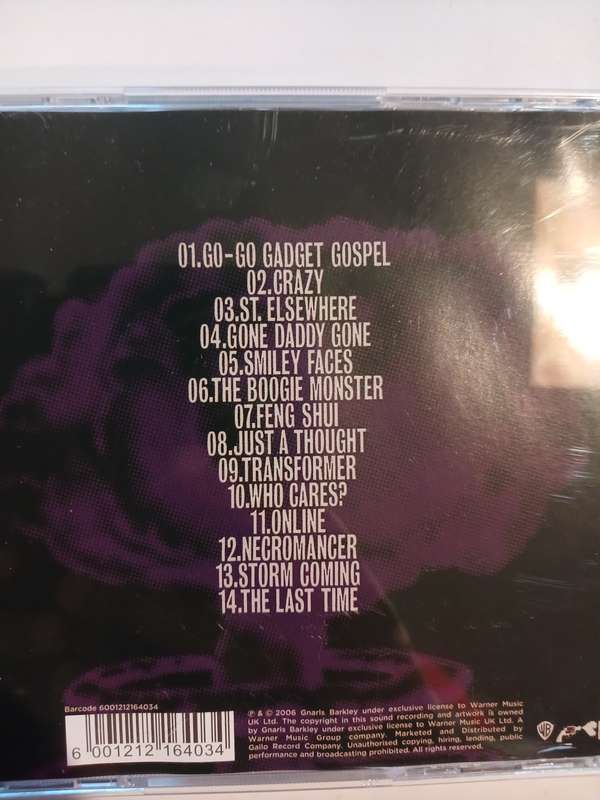 01.GO-GO GADGET GOSPEL
02.CRAZY
03.ST. ELSEWHERE
04.GONE DADDY GONE
05.SMILEY FACES
06.THE BOOGIE MONSTER
07.FENG SHUI
08.JUST A THOUGHT
09.TRANSFORMER
10.WHO CARES?
11.ONLINE
12.NECROMANCER
13.STORM COMING
14.THE LAST TIME
Barcode 6001212164034
6 001212 164034
℗ & © 2006 Gnarls Barkley under exclusive license to Warner Music
UK Ltd. The copyright in this sound recording and artwork is owned
by Gnarls Barkley under exclusive license to Warner Music UK Ltd. A
Warner Music Group company. Marketed and Distributed by
Gallo Record Company. Unauthorised copying, hiring, lending, public
performance and broadcasting prohibited. All rights reserved.
WB